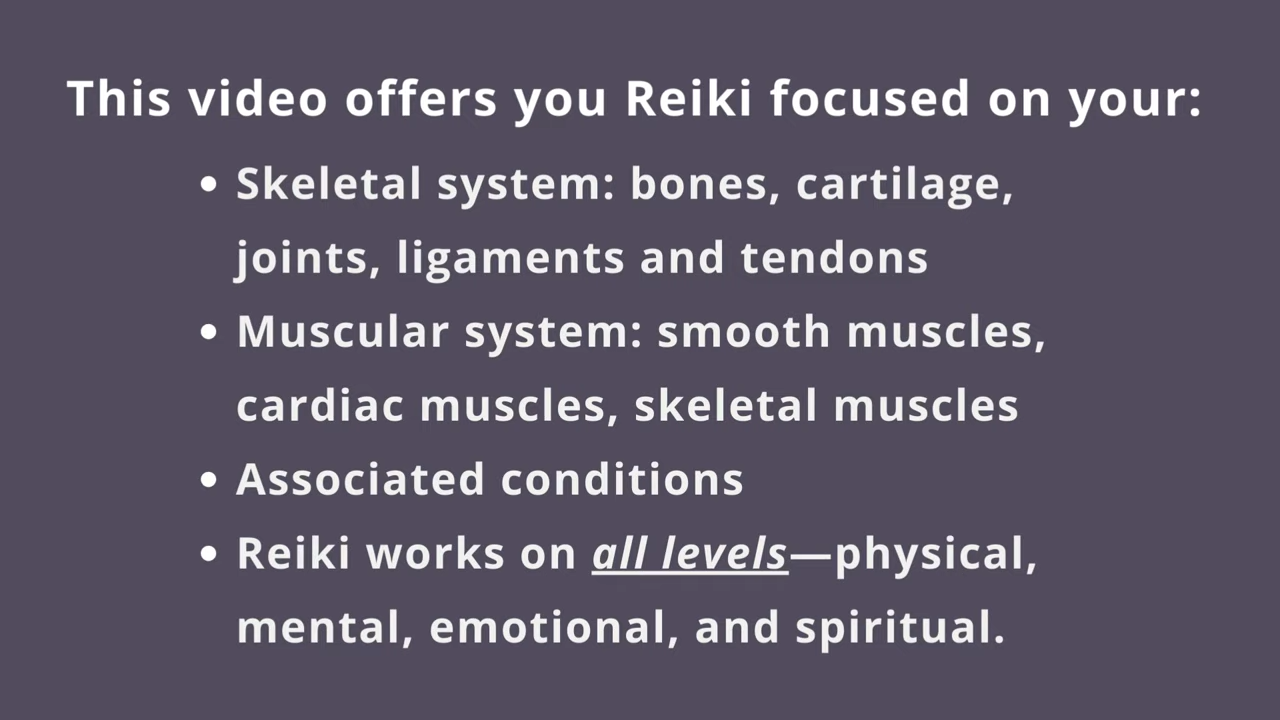 This video offers you Reiki focused on your:
• Skeletal system: bones, cartilage,
joints, ligaments and tendons
• Muscular system: smooth muscles,
cardiac muscles, skeletal muscles
• Associated conditions
• Reiki works on all levels—physical,
mental, emotional, and spiritual.